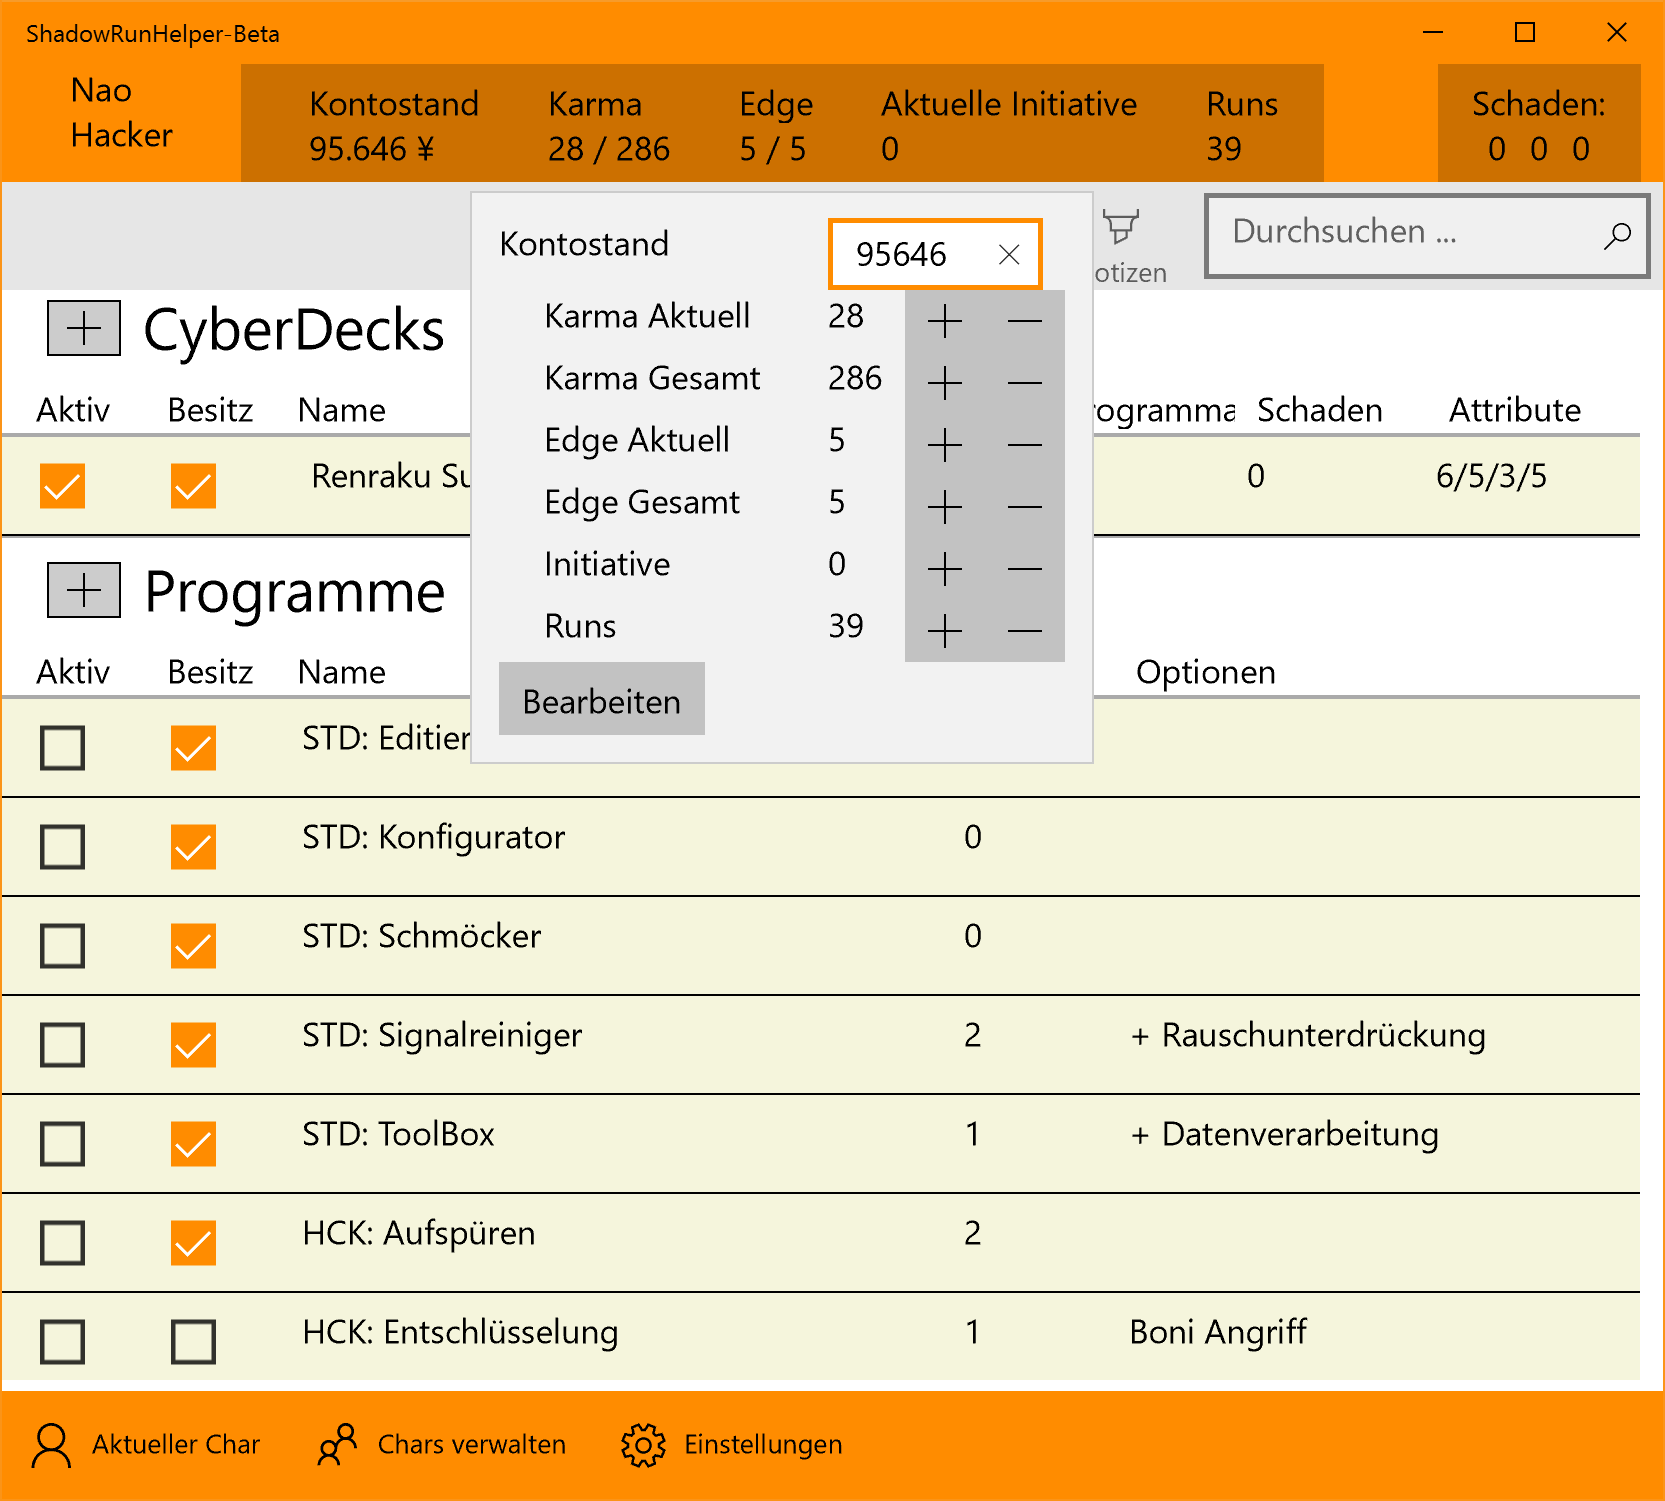 ShadowRunHelper-Beta
Nao
Hacker
Kontostand Karma Edge Aktuelle Initiative Runs Schaden:
95.646 ¥ 28 / 286 5 / 5 0 39 0 0 0
Kontostand 95646
Durchsuchen ...
otizen
Karma Aktuell 28
Karma Gesamt 286
Edge Aktuell 5
Edge Gesamt 5
Initiative 0
Runs 39
Bearbeiten
CyberDecks
Aktiv Besitz Name rogramma Schaden Attribute
Renraku Su 0 6/5/3/5
Programme
Aktiv Besitz Name Optionen
STD: Editier
STD: Konfigurator 0
STD: Schmöcker 0
STD: Signalreiniger 2 + Rauschunterdrückung
STD: ToolBox 1 + Datenverarbeitung
HCK: Aufspüren 2
HCK: Entschlüsselung 1 Boni Angriff
Aktueller Char Chars verwalten Einstellungen